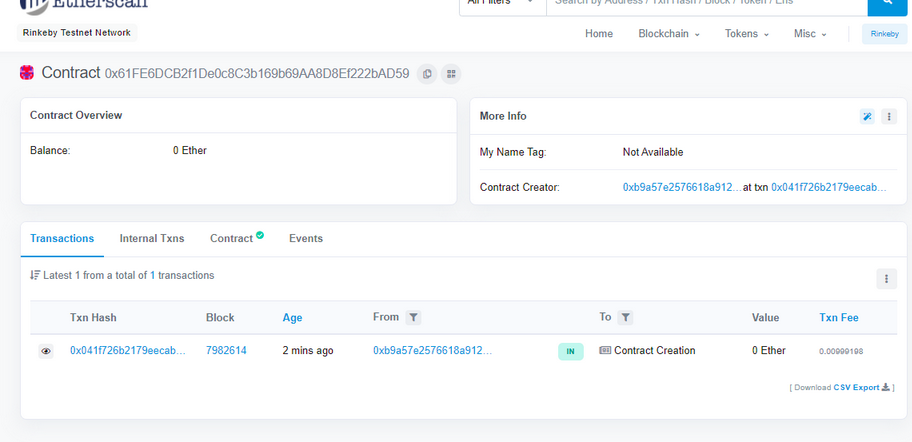 Etherscan
All Filters
Search by Address / Txn Hash / Block / Token / Ens
Rinkeby Testnet Network
Home Blockchain Tokens Misc Rinkeby
Contract 0x61FE6DCB2f1De0c8C3b169b69AA8D8Ef222bAD59
Contract Overview
Balance: 0 Ether
More Info
My Name Tag: Not Available
Contract Creator: 0xb9a57e2576618a912... at txn 0x041f726b2179eecab...
Transactions Internal Txns Contract Events
Latest 1 from a total of 1 transactions
Txn Hash Block Age From To Value Txn Fee
0x041f726b2179eecab... 7982614 2 mins ago 0xb9a57e2576618a912... IN Contract Creation 0 Ether 0.00999198
[ Download CSV Export ]